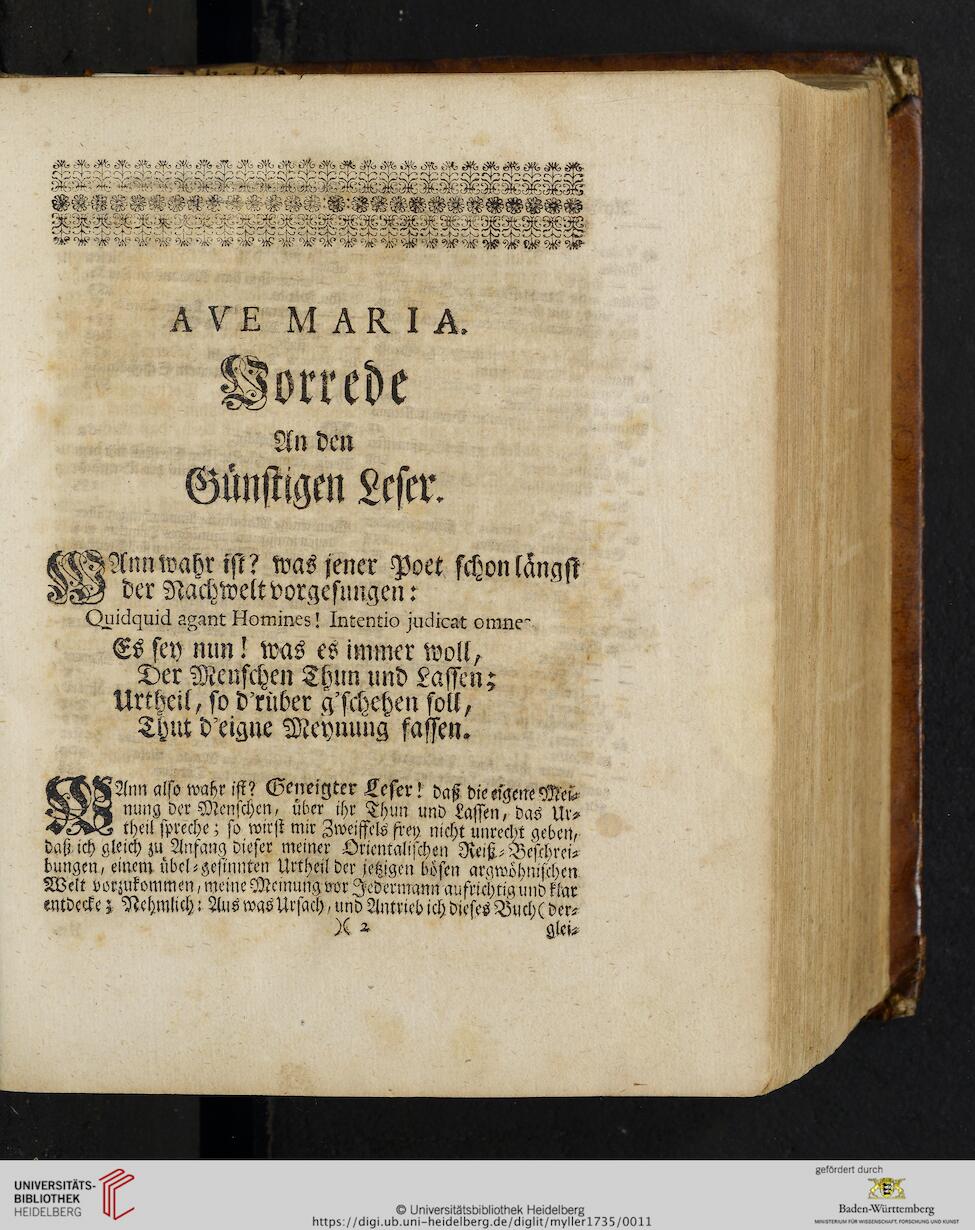 AVE MARIA.
Vorrede
An den
Günstigen Leser.
WAnn wahr ist? was jener Poet schon längst
der Nachwelt vorgesungen:
Quidquid agant Homines! Intentio judicat omnes
Es sey nun! was es immer woll,
Der Menschen Thun und Lassen;
Urtheil, so d'rüber g'schehen soll,
Thut d'eigne Meynung fassen.
WAnn also wahr ist? Geneigter Leser! daß die eigene Mei-
nung der Menschen, über ihr Thun und Lassen, das Ur-
theil spreche; so wirst mir Zweiffels frey nicht unrecht geben,
daß ich gleich zu Anfang dieser meiner Orientalischen Reiß-Beschrei-
bungen, einem übel-gesinnten Urtheil der jetzigen bösen argwöhnischen
Welt vorzukommen, meine Meinung vor Jedermann aufrichtig und klar
entdecke; Nehmlich: Aus was Ursach, und Antrieb ich dieses Buch (der-
)( 2 glei-
UNIVERSITÄTS-
BIBLIOTHEK
HEIDELBERG
© Universitätsbibliothek Heidelberg
https://digi.ub.uni-heidelberg.de/diglit/myller1735/0011
gefördert durch
Baden-Württemberg
MINISTERIUM FÜR WISSENSCHAFT, FORSCHUNG UND KUNST